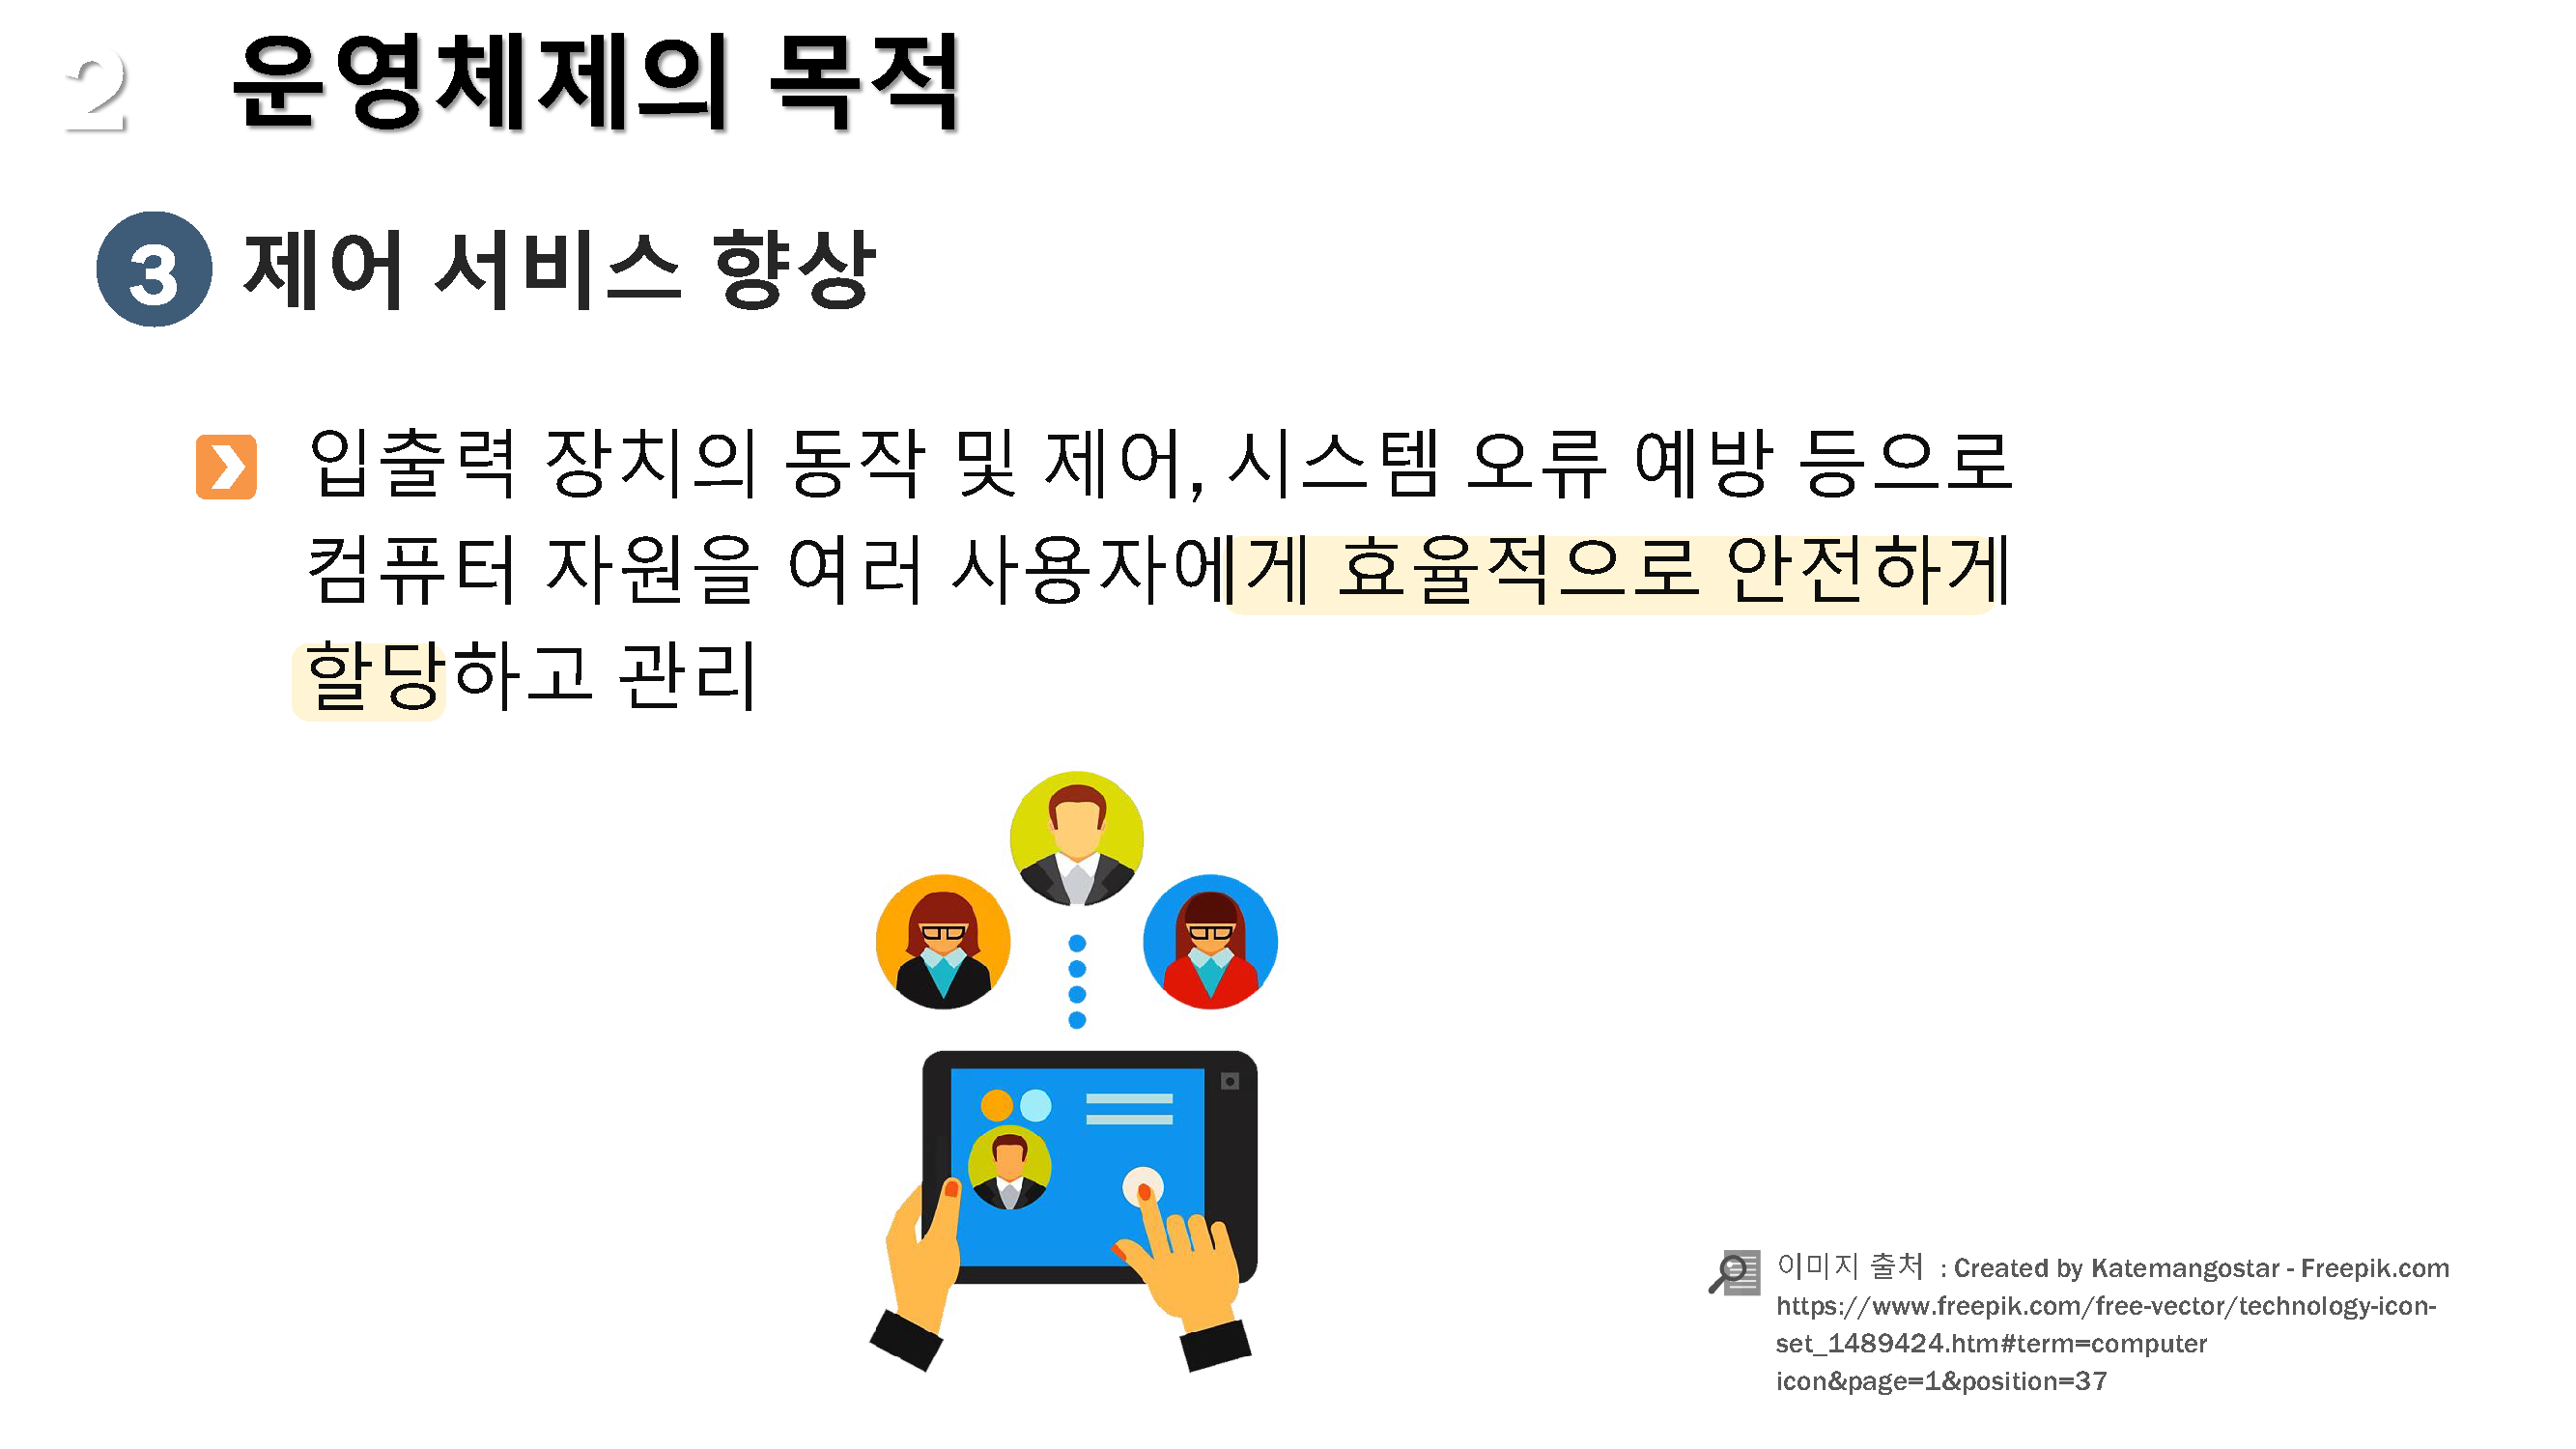 2 운영체제의 목적
3 제어 서비스 향상
입출력 장치의 동작 및 제어, 시스템 오류 예방 등으로
컴퓨터 자원을 여러 사용자에게 효율적으로 안전하게
할당하고 관리
이미지 출처 : Created by Katemangostar - Freepik.com
https://www.freepik.com/free-vector/technology-icon-
set_1489424.htm#term=computer
icon&page=1&position=37